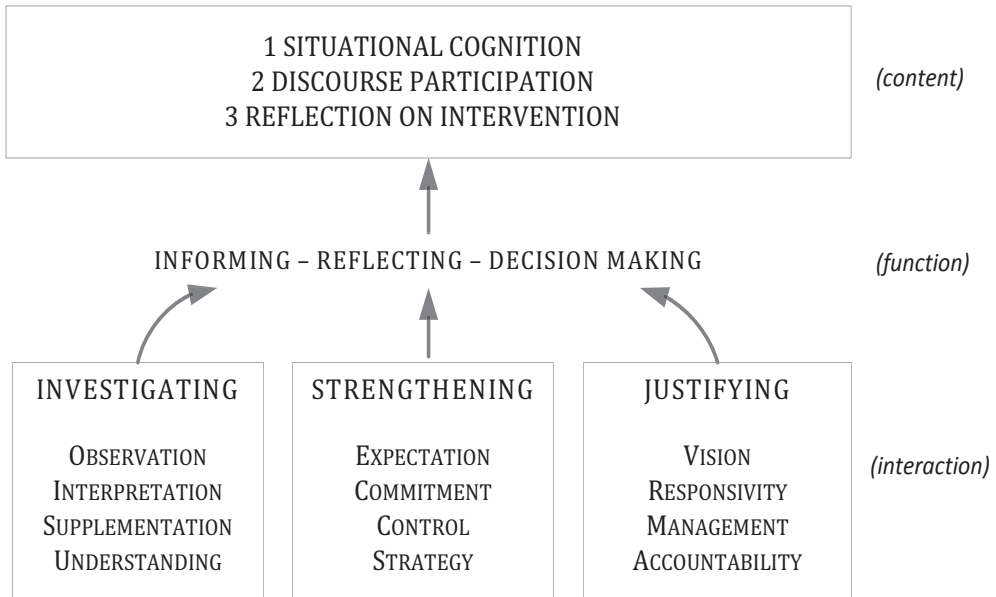 1 SITUATIONAL COGNITION
2 DISCOURSE PARTICIPATION
3 REFLECTION ON INTERVENTION
(content)
INFORMING – REFLECTING – DECISION MAKING
(function)
INVESTIGATING
OBSERVATION
INTERPRETATION
SUPPLEMENTATION
UNDERSTANDING
STRENGTHENING
EXPECTATION
COMMITMENT
CONTROL
STRATEGY
JUSTIFYING
VISION
RESPONSIVITY
MANAGEMENT
ACCOUNTABILITY
(interaction)